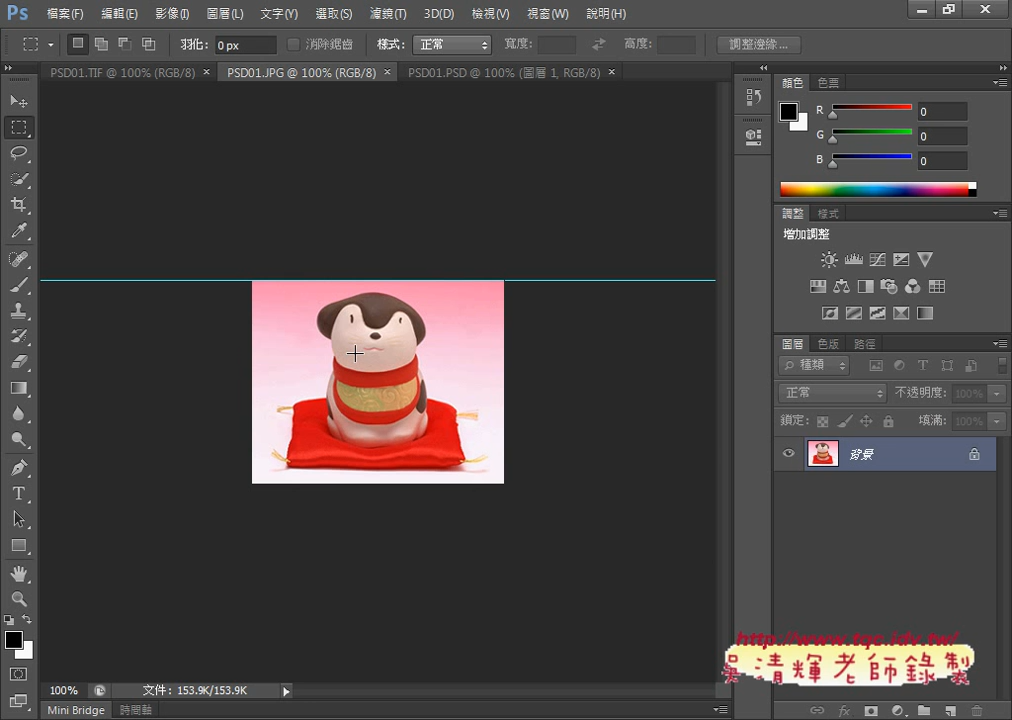 Ps 檔案(F) 編輯(E) 影像(I) 圖層(L) 文字(Y) 選取(S) 濾鏡(T) 3D(D) 檢視(V) 視窗(W) 說明(H)
羽化: 0 px 消除鋸齒 樣式: 正常 寬度: 高度: 調整邊緣...
PSD01.TIF @ 100% (RGB/8) × PSD01.JPG @ 100% (RGB/8) × PSD01.PSD @ 100% (圖層 1, RGB/8) ×
顏色 色票
R 0
G 0
B 0
調整 樣式
增加調整
圖層 色版 路徑
種類
正常 不透明度: 100%
鎖定: 填滿: 100%
背景
http://www.tqc.idv.tw/
吳清輝老師錄製
100% 文件: 153.9K/153.9K
Mini Bridge 時間軸